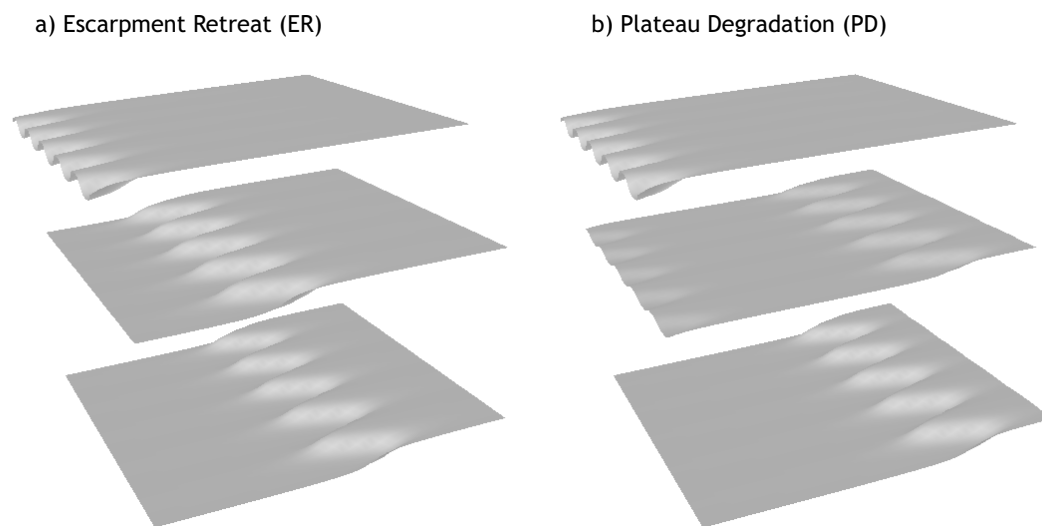 a) Escarpment Retreat (ER)
b) Plateau Degradation (PD)